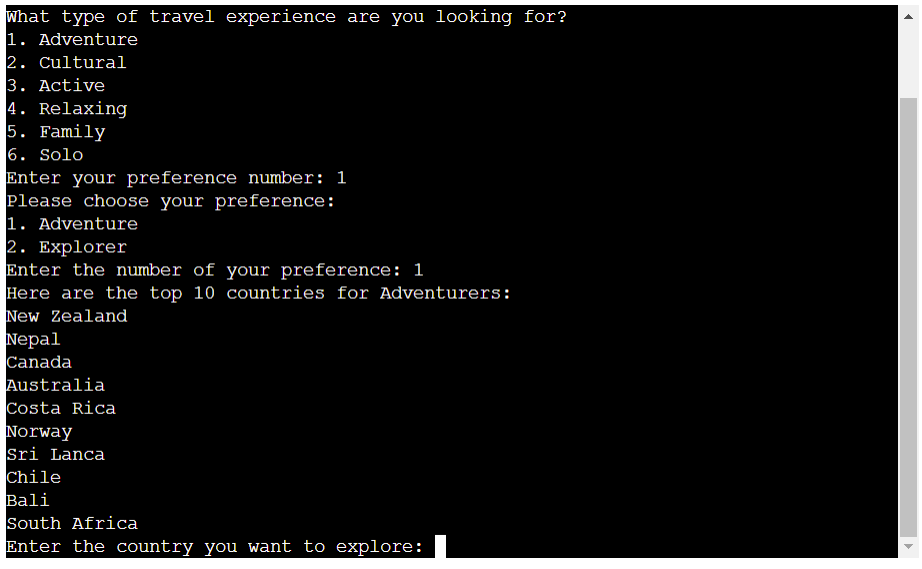 What type of travel experience are you looking for?
1. Adventure
2. Cultural
3. Active
4. Relaxing
5. Family
6. Solo
Enter your preference number: 1
Please choose your preference:
1. Adventure
2. Explorer
Enter the number of your preference: 1
Here are the top 10 countries for Adventurers:
New Zealand
Nepal
Canada
Australia
Costa Rica
Norway
Sri Lanca
Chile
Bali
South Africa
Enter the country you want to explore: